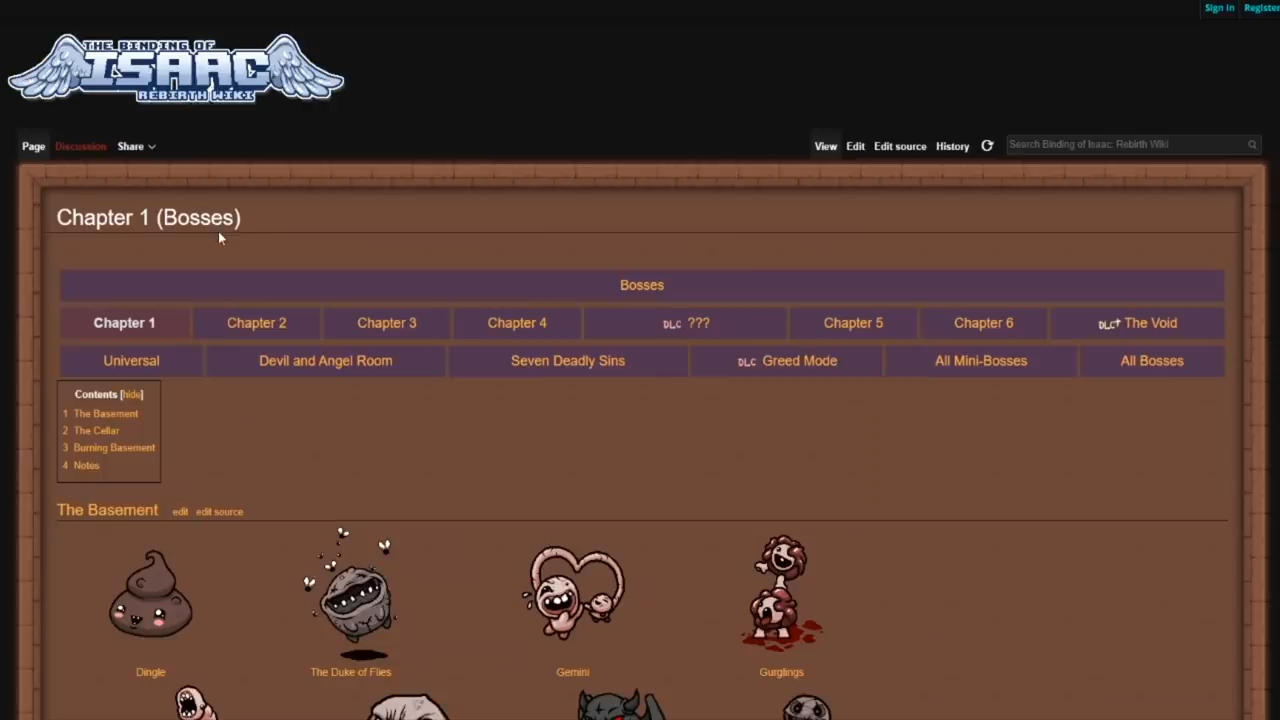 Sign In Register
THE BINDING OF
ISAAC
REBIRTH WIKI
Page Discussion Share View Edit Edit source History Search Binding of Isaac: Rebirth Wiki
Chapter 1 (Bosses)
Bosses
Chapter 1 Chapter 2 Chapter 3 Chapter 4 DLC ??? Chapter 5 Chapter 6 DLC† The Void
Universal Devil and Angel Room Seven Deadly Sins DLC Greed Mode All Mini-Bosses All Bosses
Contents [hide]
1 The Basement
2 The Cellar
3 Burning Basement
4 Notes
The Basement edit edit source
Dingle The Duke of Flies Gemini Gurglings